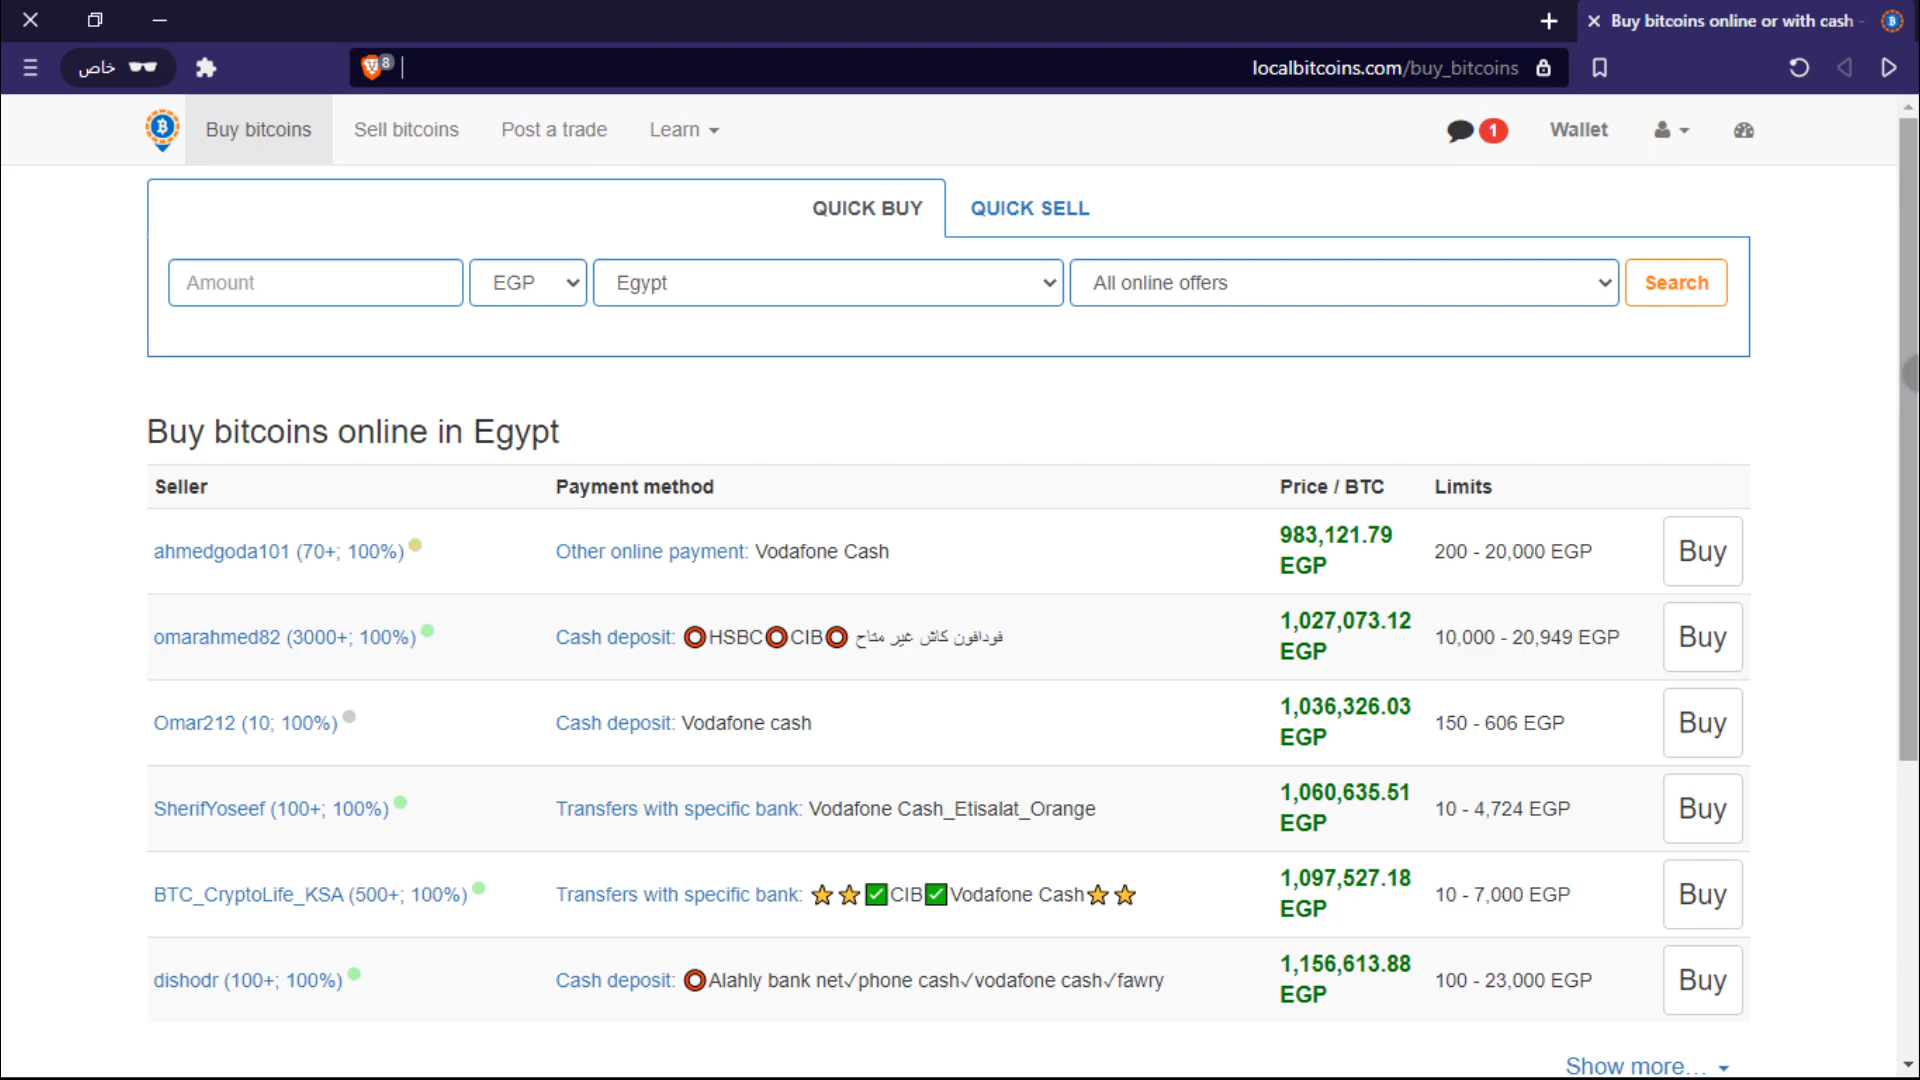 Buy bitcoins online or with cash -
خاص
8
localbitcoins.com/buy_bitcoins
Buy bitcoins
Sell bitcoins
Post a trade
Learn
1
Wallet
QUICK BUY
QUICK SELL
Amount
EGP
Egypt
All online offers
Search
Buy bitcoins online in Egypt
Seller Payment method Price / BTC Limits
ahmedgoda101 (70+; 100%) Other online payment: Vodafone Cash 983,121.79 EGP 200 - 20,000 EGP Buy
omarahmed82 (3000+; 100%) Cash deposit: ⭕HSBC⭕CIB⭕ فودافون كاش غير متاح 1,027,073.12 EGP 10,000 - 20,949 EGP Buy
Omar212 (10; 100%) Cash deposit: Vodafone cash 1,036,326.03 EGP 150 - 606 EGP Buy
SherifYoseef (100+; 100%) Transfers with specific bank: Vodafone Cash_Etisalat_Orange 1,060,635.51 EGP 10 - 4,724 EGP Buy
BTC_CryptoLife_KSA (500+; 100%) Transfers with specific bank: ⭐⭐✅CIB✅Vodafone Cash⭐⭐ 1,097,527.18 EGP 10 - 7,000 EGP Buy
dishodr (100+; 100%) Cash deposit: ⭕Alahly bank net√phone cash√vodafone cash√fawry 1,156,613.88 EGP 100 - 23,000 EGP Buy
Show more...